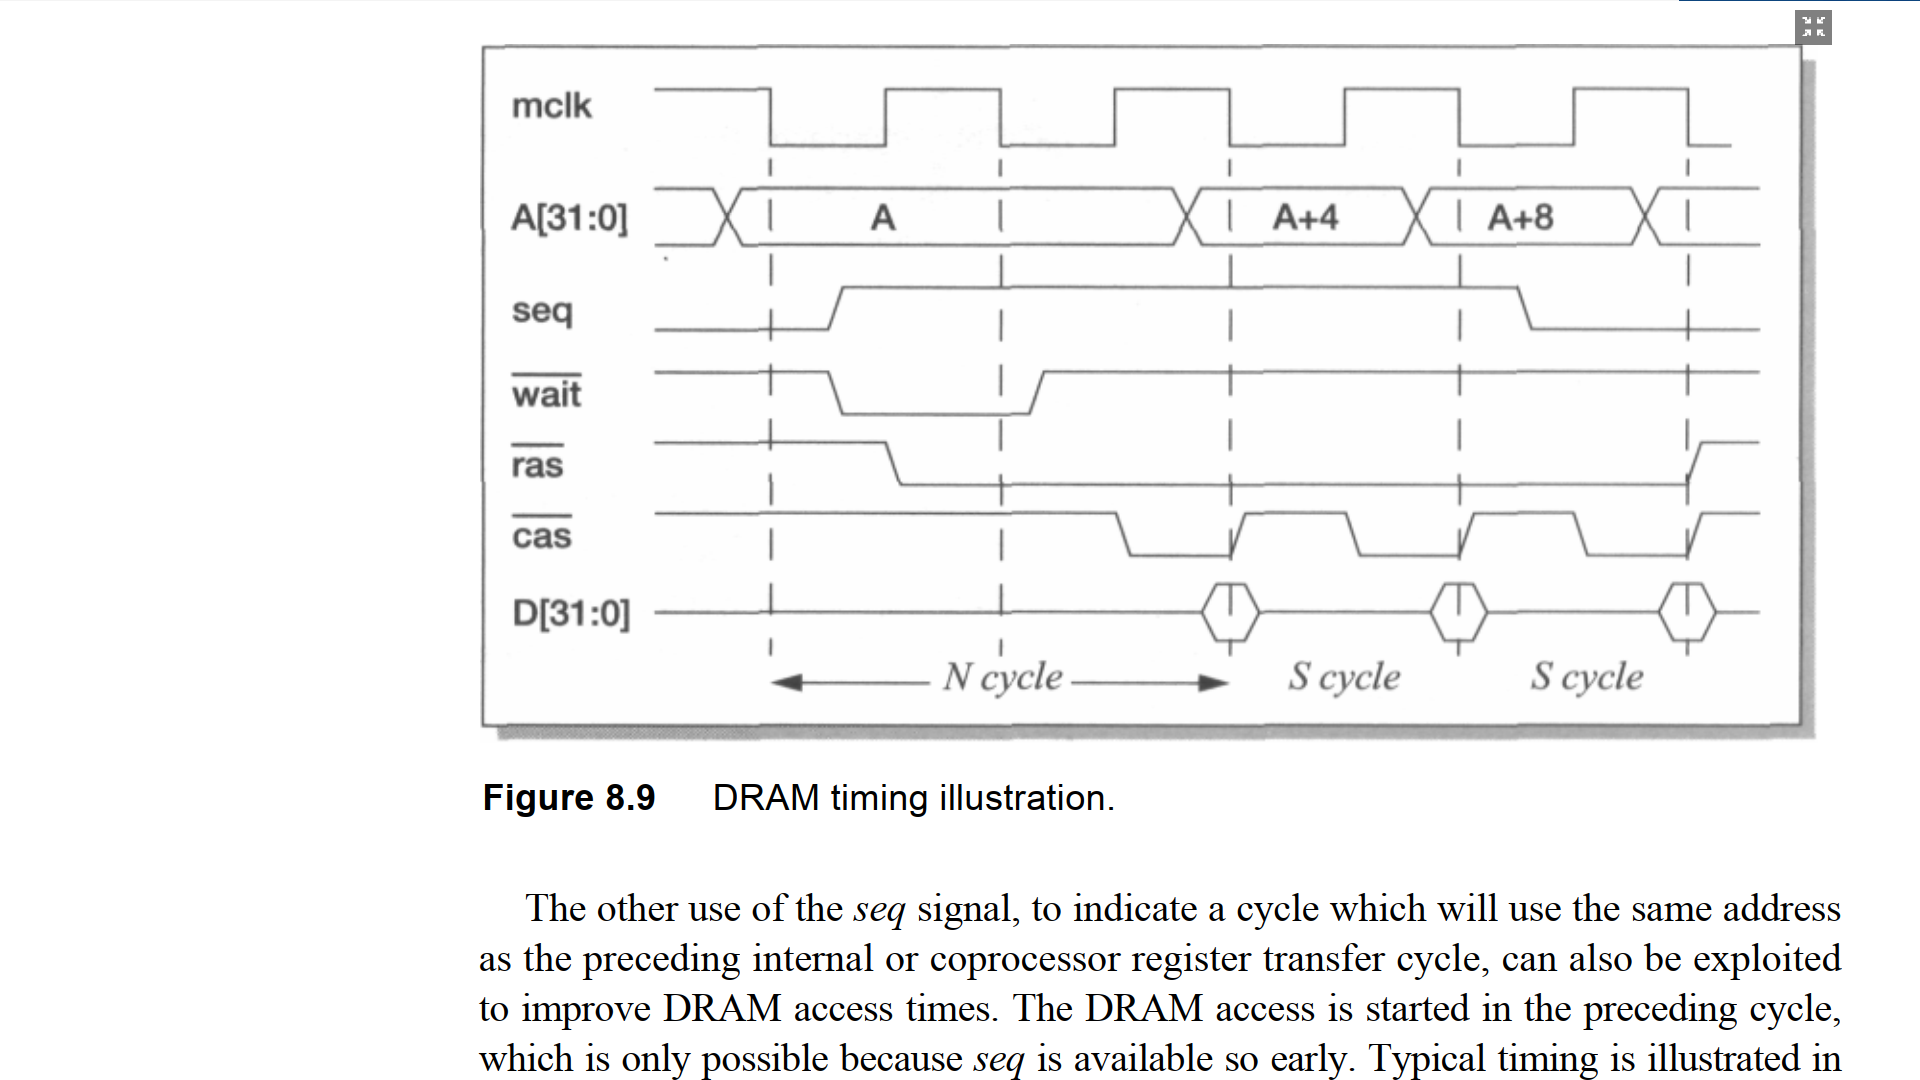 mclk
A[31:0] A A+4 A+8
seq
wait
ras
cas
D[31:0]
N cycle S cycle S cycle
Figure 8.9 DRAM timing illustration.
The other use of the seq signal, to indicate a cycle which will use the same address
as the preceding internal or coprocessor register transfer cycle, can also be exploited
to improve DRAM access times. The DRAM access is started in the preceding cycle,
which is only possible because seq is available so early. Typical timing is illustrated in